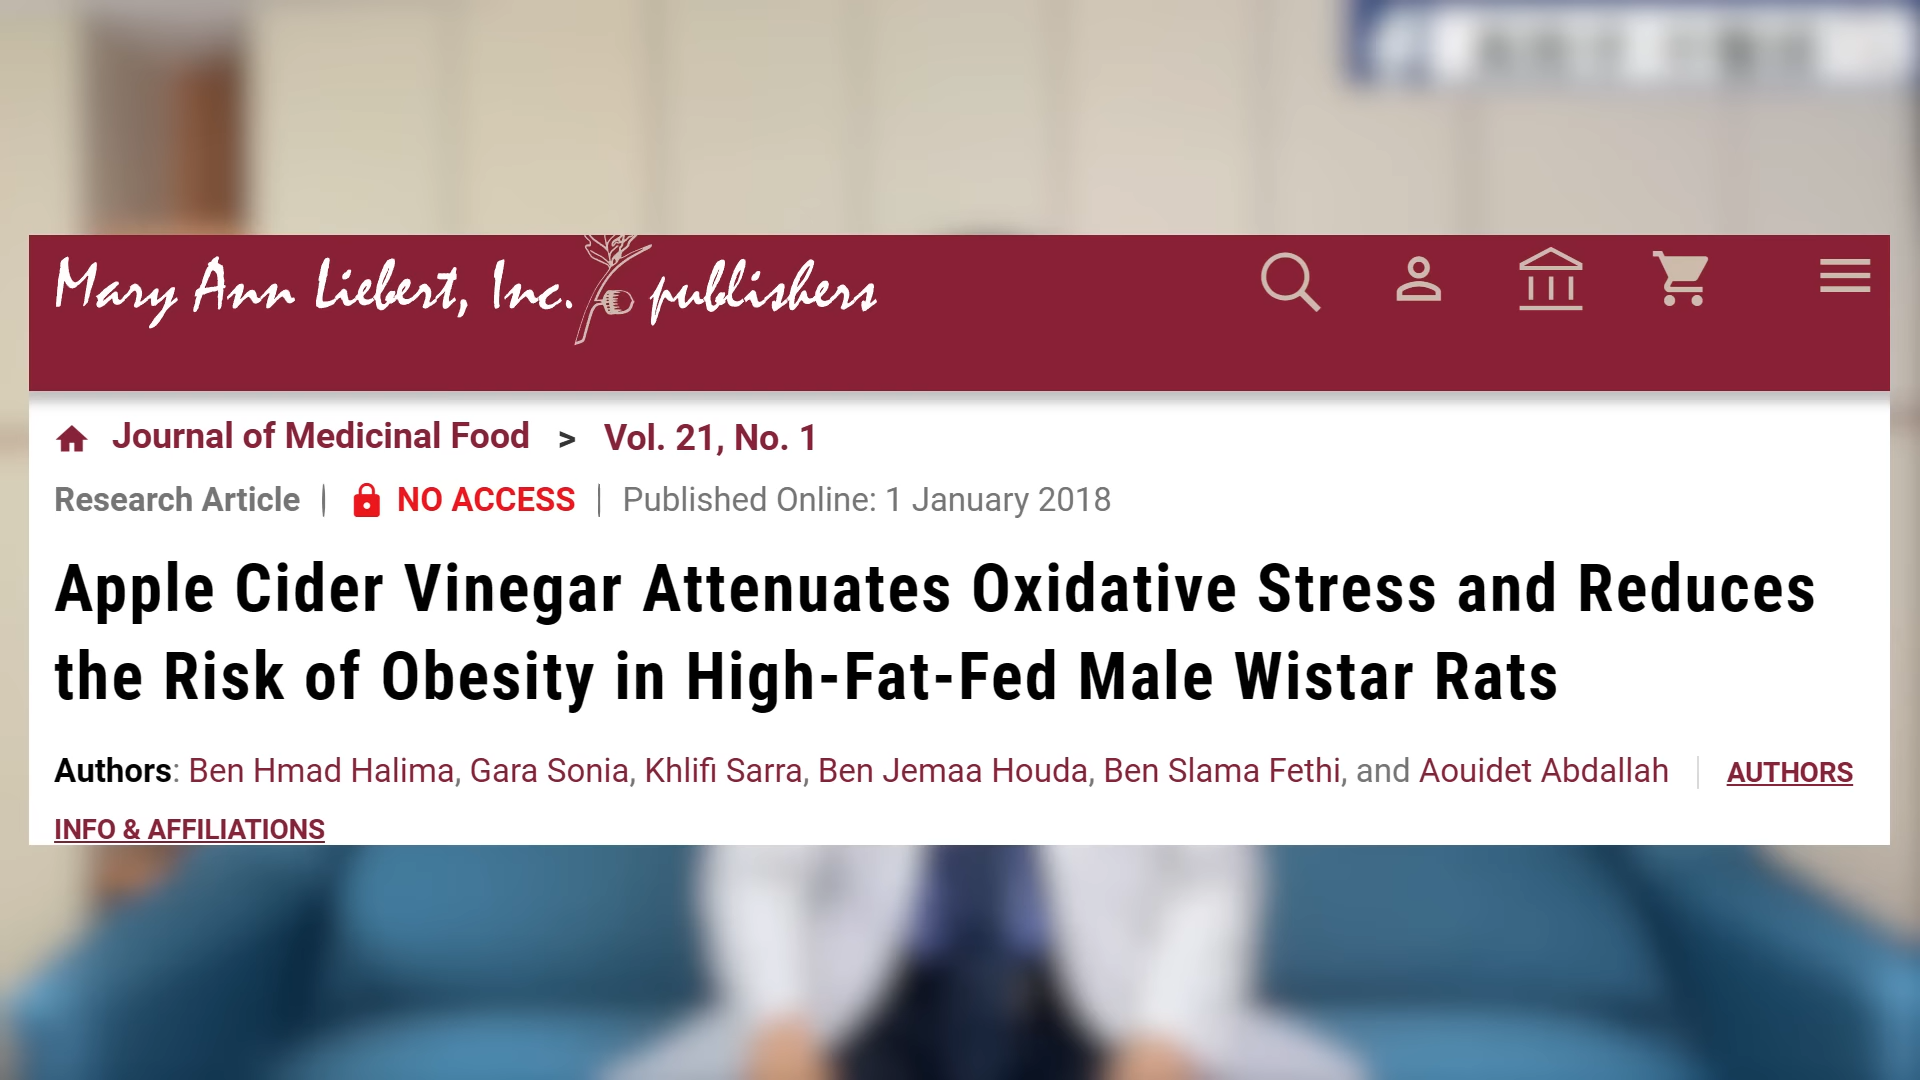 Mary Ann Liebert, Inc. publishers
Journal of Medicinal Food > Vol. 21, No. 1
Research Article | NO ACCESS | Published Online: 1 January 2018
Apple Cider Vinegar Attenuates Oxidative Stress and Reduces
the Risk of Obesity in High-Fat-Fed Male Wistar Rats
Authors: Ben Hmad Halima, Gara Sonia, Khlifi Sarra, Ben Jemaa Houda, Ben Slama Fethi, and Aouidet Abdallah | AUTHORS
INFO & AFFILIATIONS